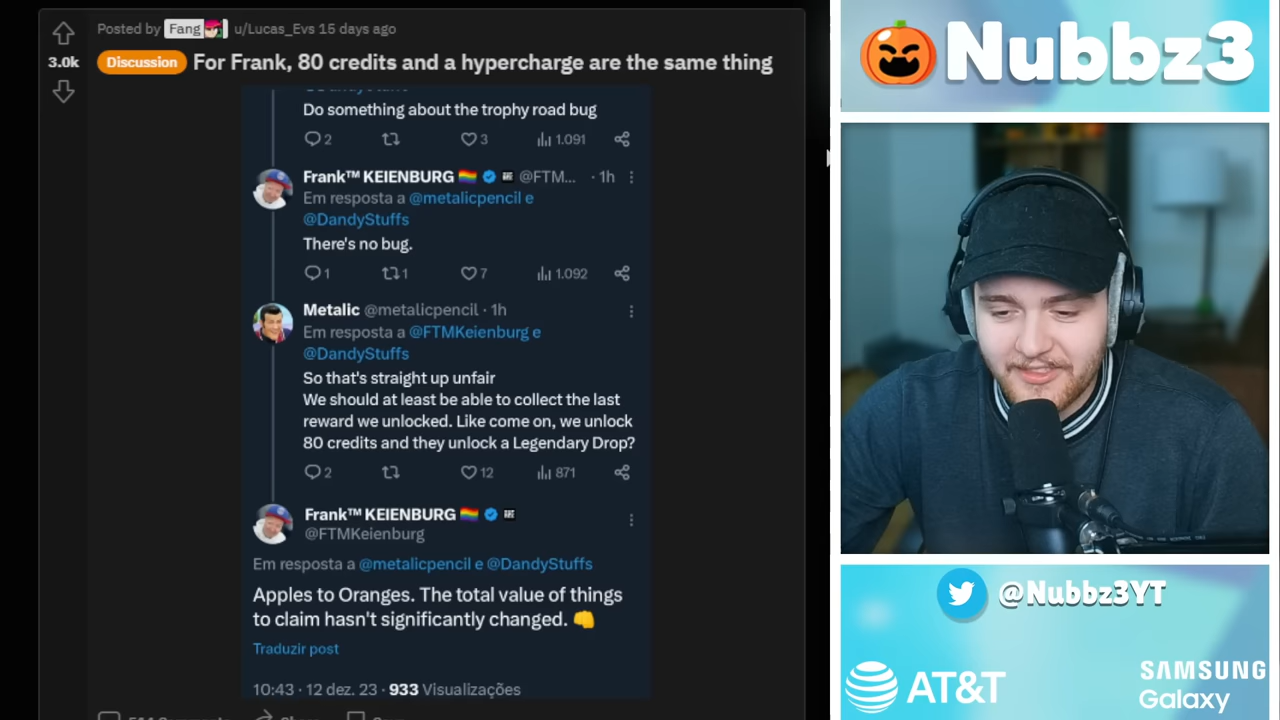 Posted by Fang u/Lucas_Evs 15 days ago
3.0k
Discussion For Frank, 80 credits and a hypercharge are the same thing
Do something about the trophy road bug
2 3 1.091
Frank™ KEIENBURG @FTM... · 1h
Em resposta a @metalicpencil e
@DandyStuffs
There's no bug.
1 1 7 1.092
Metalic @metalicpencil · 1h
Em resposta a @FTMKeienburg e
@DandyStuffs
So that's straight up unfair
We should at least be able to collect the last
reward we unlocked. Like come on, we unlock
80 credits and they unlock a Legendary Drop?
2 12 871
Frank™ KEIENBURG
@FTMKeienburg
Em resposta a @metalicpencil e @DandyStuffs
Apples to Oranges. The total value of things
to claim hasn't significantly changed.
Traduzir post
10:43 · 12 dez. 23 · 933 Visualizações
Nubbz3
@Nubbz3YT
AT&T
SAMSUNG
Galaxy